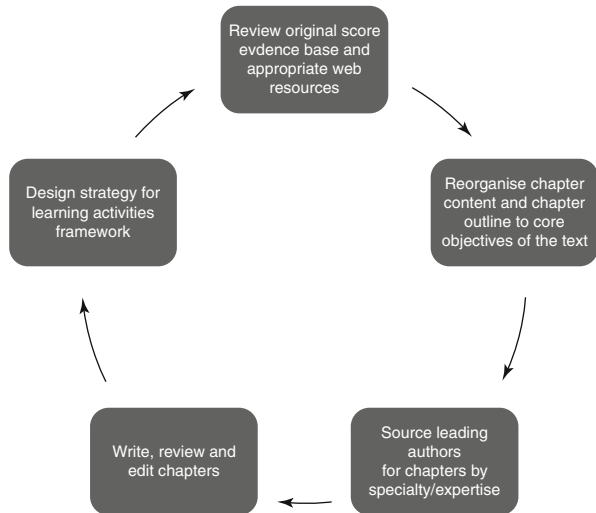 Review original score
evidence base and
appropriate web
resources
Reorganise chapter
content and chapter
outline to core
objectives of the text
Source leading
authors
for chapters by
specialty/expertise
Write, review and
edit chapters
Design strategy for
learning activities
framework